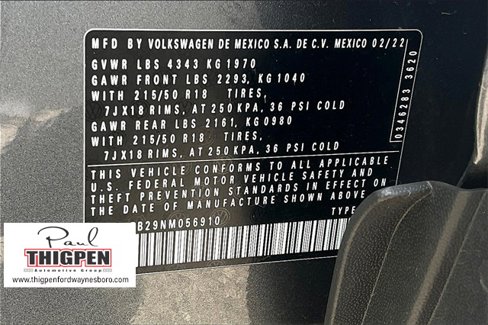 MFD BY VOLKSWAGEN DE MEXICO S.A. DE C.V. MEXICO 02/22
GVWR LBS 4343 KG 1970
GAWR FRONT LBS 2293, KG 1040
WITH 215/50 R18 TIRES,
7JX18 RIMS, AT 250 KPA, 36 PSI COLD
GAWR REAR LBS 2161, KG0980
WITH 215/50 R18 TIRES,
7JX18 RIMS, AT 250 KPA, 36 PSI COLD
THIS VEHICLE CONFORMS TO ALL APPLICABLE
U.S. FEDERAL MOTOR VEHICLE SAFETY AND
THEFT PREVENTION STANDARDS IN EFFECT
ON THE DATE OF MANUFACTURE SHOWN ABOVE
B29NM056910 TYPE
0346283 3620
Paul
THIGPEN
Automotive Group
www.thigpenfordwaynesboro.com